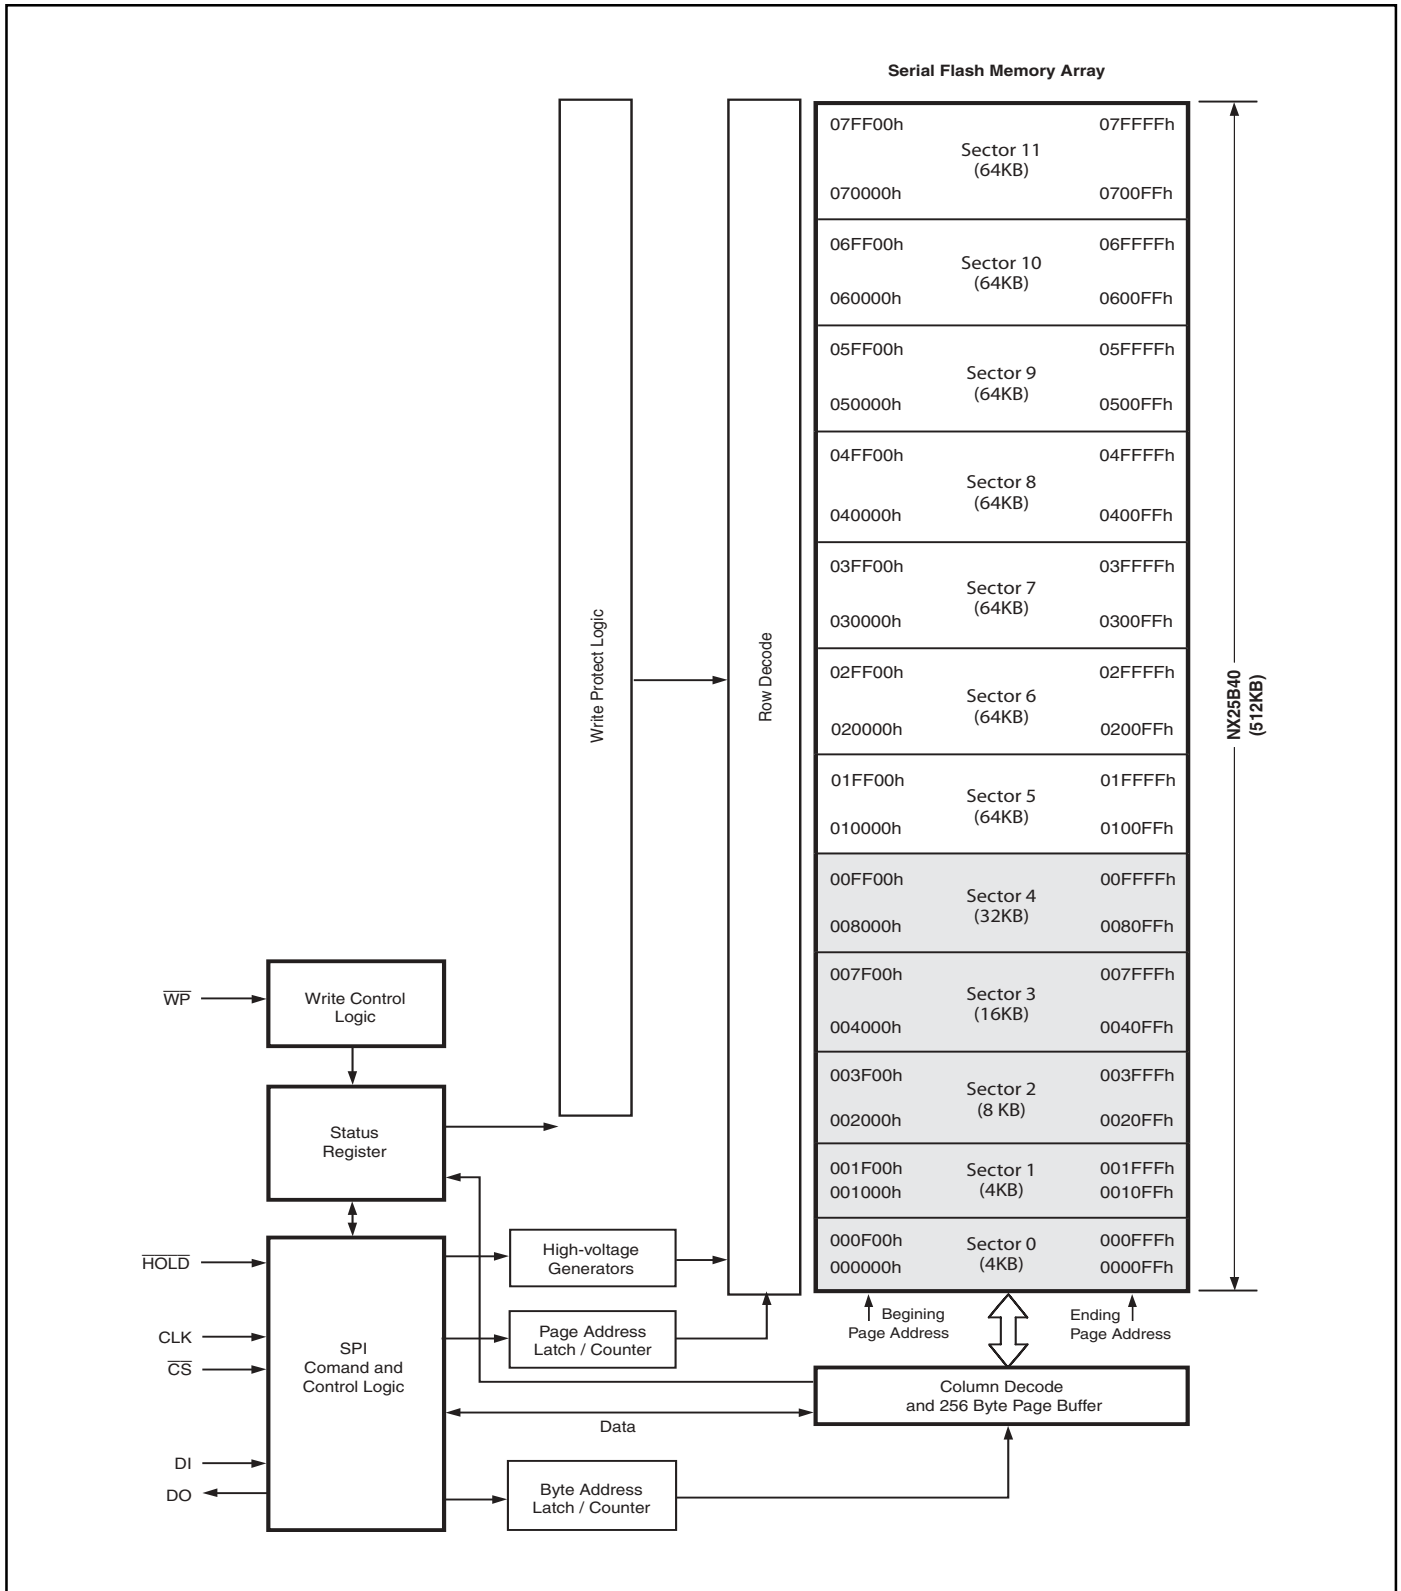 Serial Flash Memory Array
07FF00h 07FFFFh
Sector 11
(64KB)
070000h 0700FFh
06FF00h 06FFFFh
Sector 10
(64KB)
060000h 0600FFh
05FF00h 05FFFFh
Sector 9
(64KB)
050000h 0500FFh
04FF00h 04FFFFh
Sector 8
(64KB)
040000h 0400FFh
03FF00h 03FFFFh
Sector 7
(64KB)
030000h 0300FFh
02FF00h 02FFFFh
Sector 6
(64KB)
020000h 0200FFh
01FF00h 01FFFFh
Sector 5
(64KB)
010000h 0100FFh
00FF00h 00FFFFh
Sector 4
(32KB)
008000h 0080FFh
007F00h 007FFFh
Sector 3
(16KB)
004000h 0040FFh
003F00h 003FFFh
Sector 2
(8 KB)
002000h 0020FFh
001F00h Sector 1 001FFFh
001000h (4KB) 0010FFh
000F00h Sector 0 000FFFh
000000h (4KB) 0000FFh
NX25B40
(512KB)
Write Protect Logic
Row Decode
WP
Write Control
Logic
Status
Register
HOLD
CLK
CS
DI
DO
SPI
Comand and
Control Logic
High-voltage
Generators
Page Address
Latch / Counter
Data
Byte Address
Latch / Counter
Begining
Page Address
Ending
Page Address
Column Decode
and 256 Byte Page Buffer